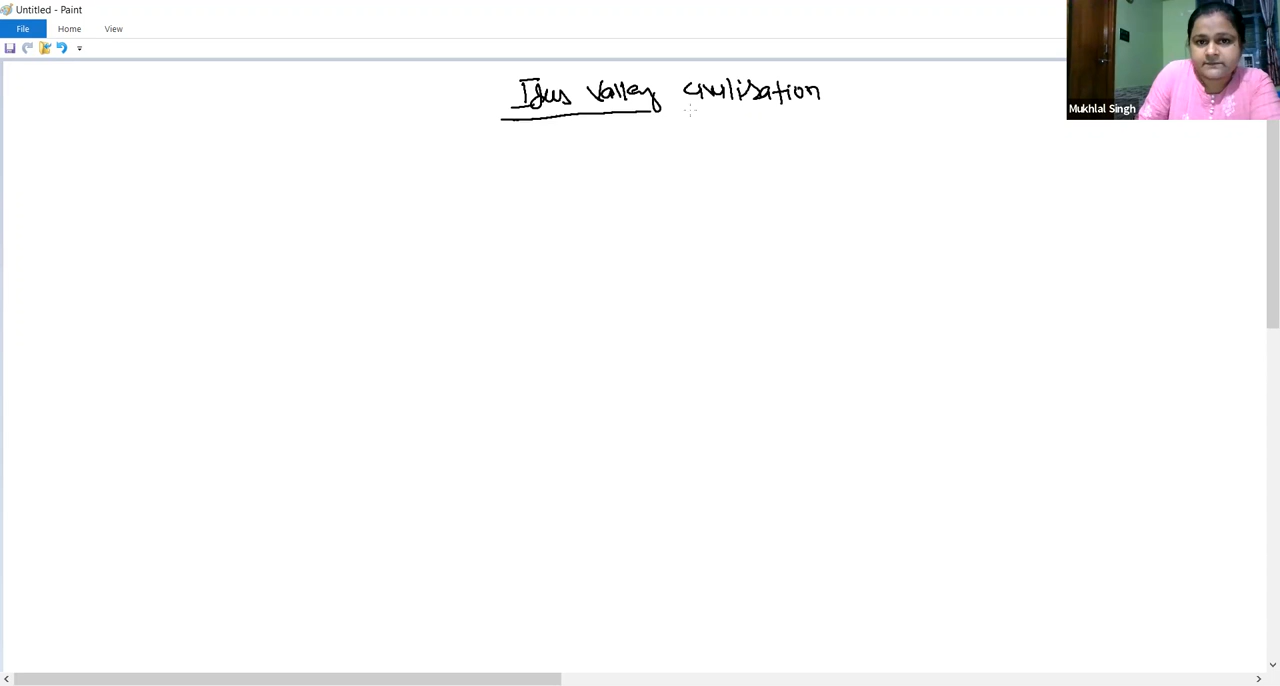 Untitled - Paint
File Home View
Idus Valley civilisation
Mukhlal Singh